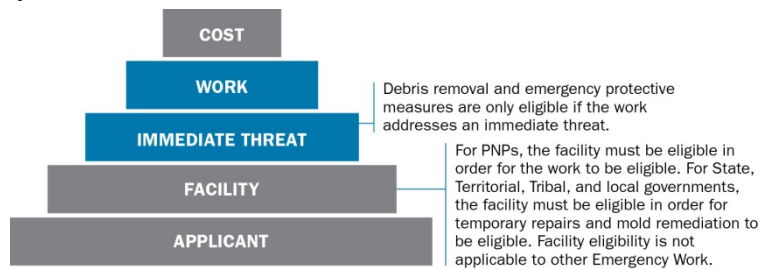 COST
WORK
Debris removal and emergency protective
measures are only eligible if the work
addresses an immediate threat.
IMMEDIATE THREAT
For PNPs, the facility must be eligible in
order for the work to be eligible. For State,
Territorial, Tribal, and local governments,
the facility must be eligible in order for
temporary repairs and mold remediation to
be eligible. Facility eligibility is not
applicable to other Emergency Work.
FACILITY
APPLICANT